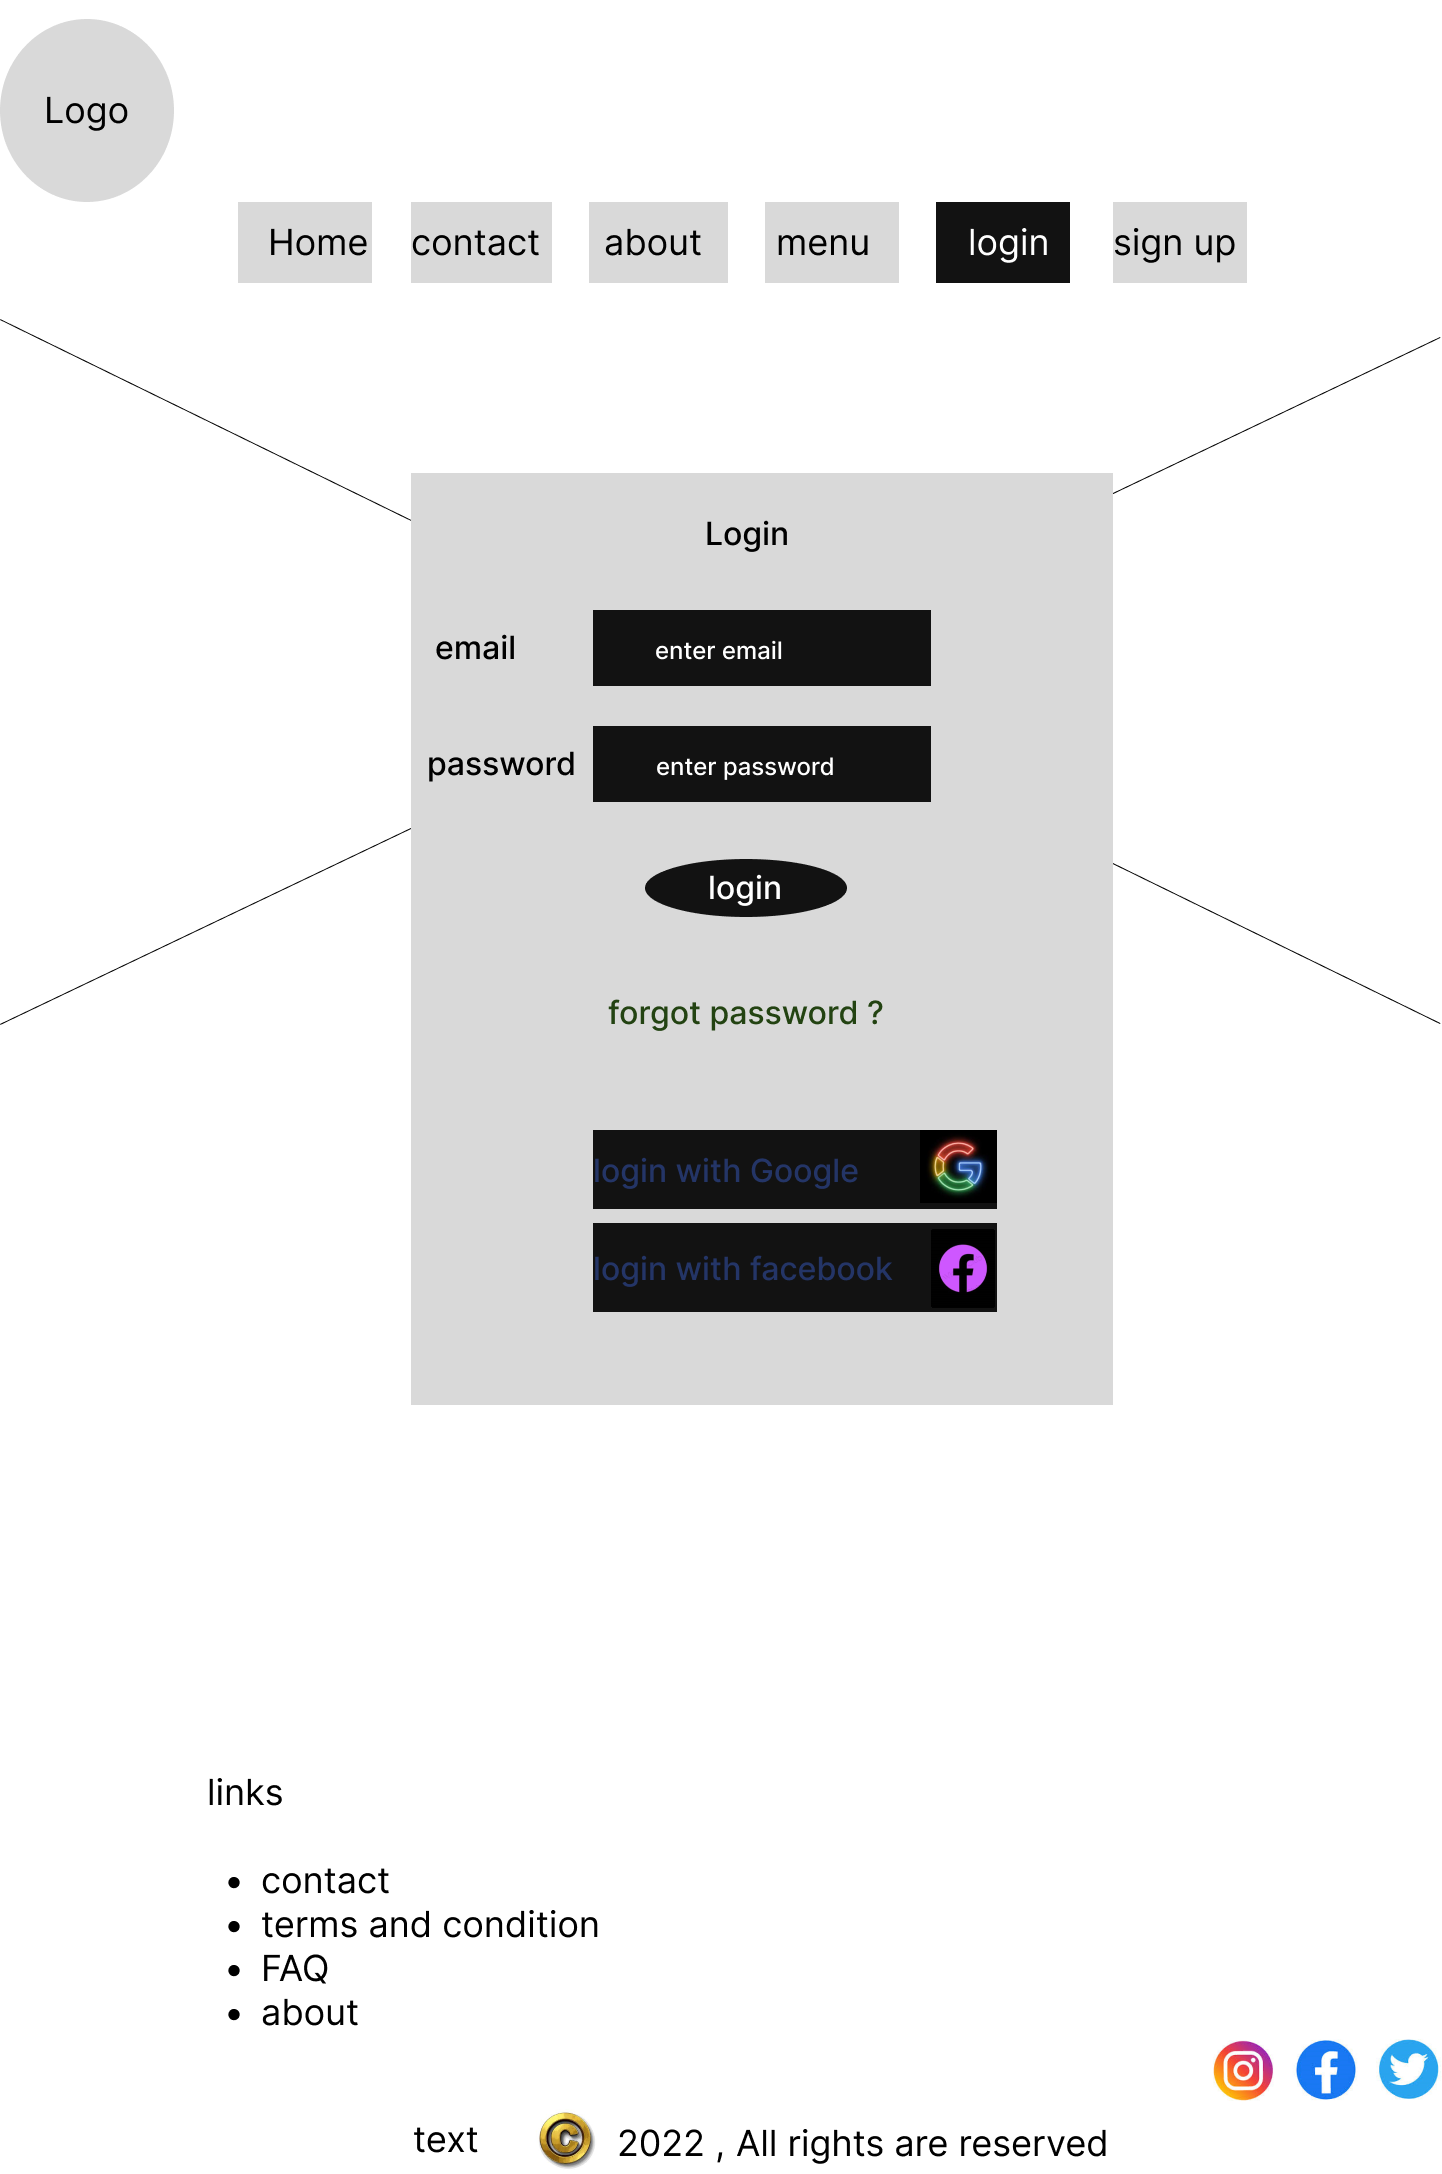 Logo
Home contact about menu login sign up
Login
email enter email
password enter password
login
forgot password ?
login with Google
login with facebook
links
• contact
• terms and condition
• FAQ
• about
text © 2022 , All rights are reserved